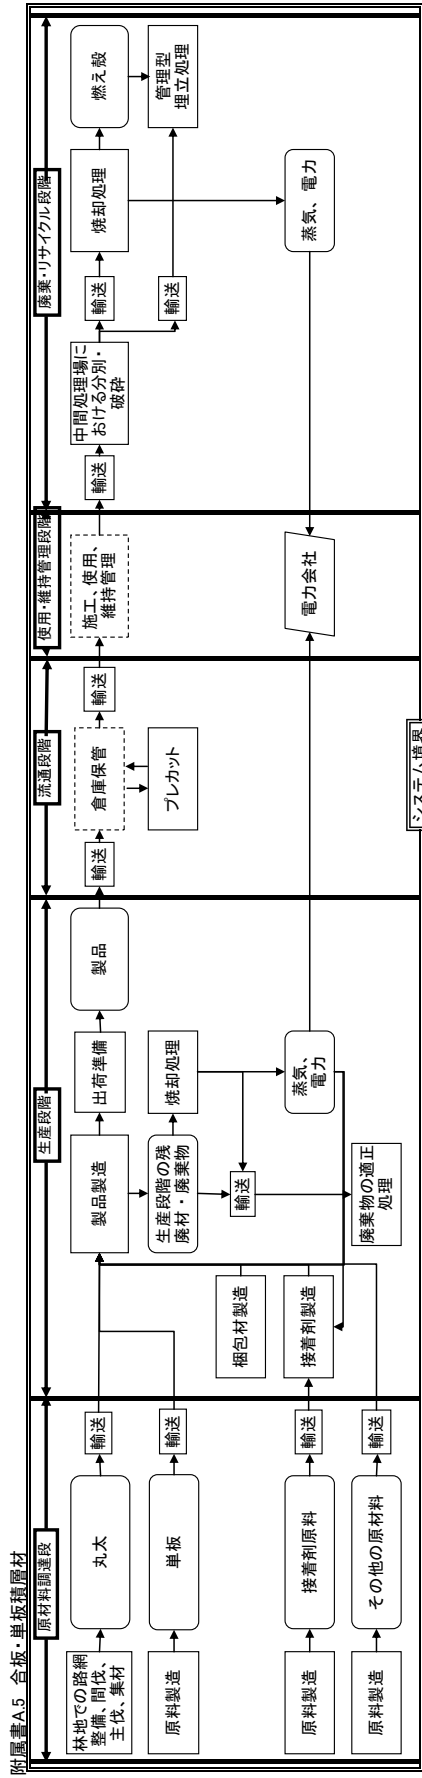 附属書A.5 合板・単板積層材
原材料調達段
生産段階
流通段階
使用・維持管理段階
廃棄・リサイクル段階
林地での路網
整備、間伐、
主伐、集材
丸太
輸送
原料製造
単板
輸送
原料製造
接着剤原料
輸送
原料製造
その他の原材料
輸送
製品製造
出荷準備
製品
生産段階の残
廃材・廃棄物
焼却処理
輸送
梱包材製造
接着剤製造
蒸気、
電力
廃棄物の適正
処理
輸送
倉庫保管
輸送
プレカット
施工、使用、
維持管理
電力会社
輸送
中間処理場に
おける分別・
破砕
輸送
焼却処理
燃え殻
輸送
管理型
埋立処理
蒸気、電力
システム境界